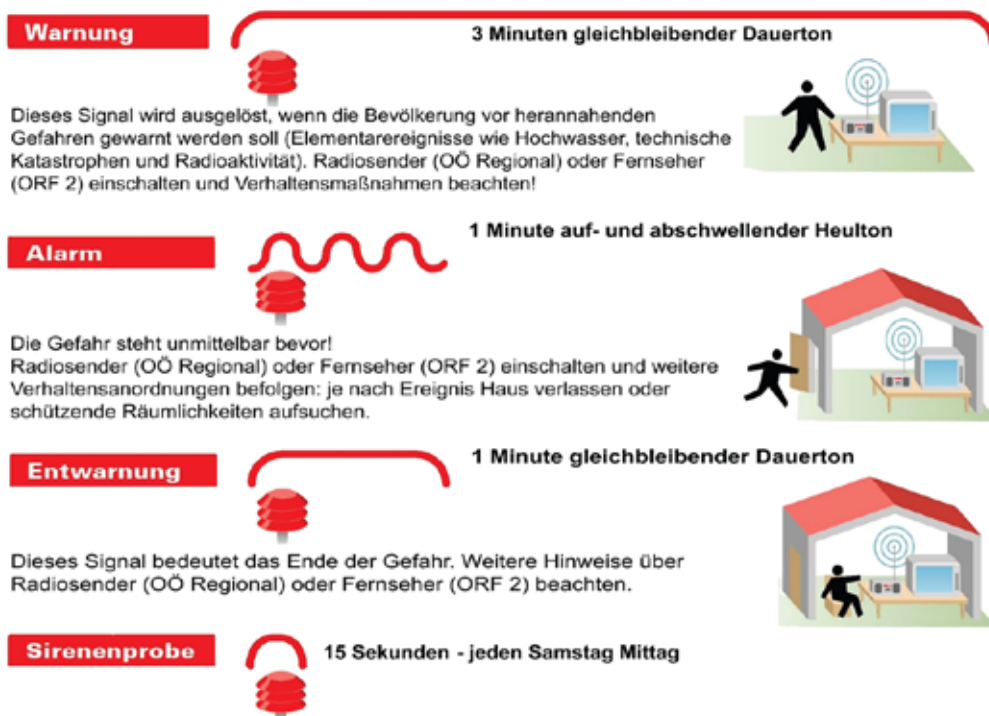 Warnung
3 Minuten gleichbleibender Dauerton
Dieses Signal wird ausgelöst, wenn die Bevölkerung vor herannahenden
Gefahren gewarnt werden soll (Elementarereignisse wie Hochwasser, technische
Katastrophen und Radioaktivität). Radiosender (OÖ Regional) oder Fernseher
(ORF 2) einschalten und Verhaltensmaßnahmen beachten!
Alarm
1 Minute auf- und abschwellender Heulton
Die Gefahr steht unmittelbar bevor!
Radiosender (OÖ Regional) oder Fernseher (ORF 2) einschalten und weitere
Verhaltensanordnungen befolgen: je nach Ereignis Haus verlassen oder
schützende Räumlichkeiten aufsuchen.
Entwarnung
1 Minute gleichbleibender Dauerton
Dieses Signal bedeutet das Ende der Gefahr. Weitere Hinweise über
Radiosender (OÖ Regional) oder Fernseher (ORF 2) beachten.
Sirenenprobe
15 Sekunden - jeden Samstag Mittag